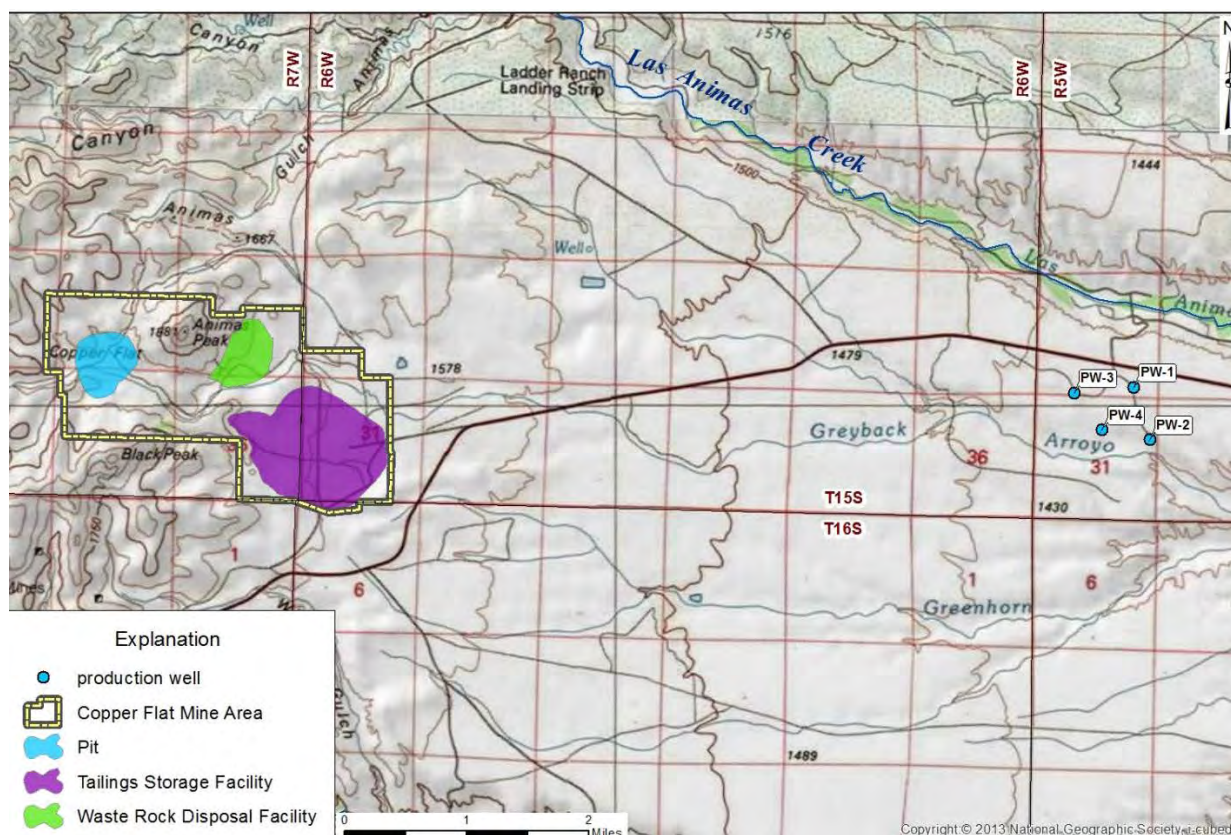 Well
Canyon
Animas
R7W
R6W
Ladder Ranch
Landing Strip
Las Animas
Creek
1516
R6W
R5W
N
Canyon
Gulch
1500
1444
Animas
1667
Well
Las
Animas
1881
Animas
Peak
Copper Flat
1578
1479
PW-3
PW-1
PW-4
PW-2
31
Black Peak
Greyback
Arroyo
36
31
T15S
T16S
1430
1760
1
6
1
6
Greenhorn
Gulch
1489
Explanation
production well
Copper Flat Mine Area
Pit
Tailings Storage Facility
Waste Rock Disposal Facility
0
1
2
Miles
Copyright:© 2013 National Geographic Society, i-cubed